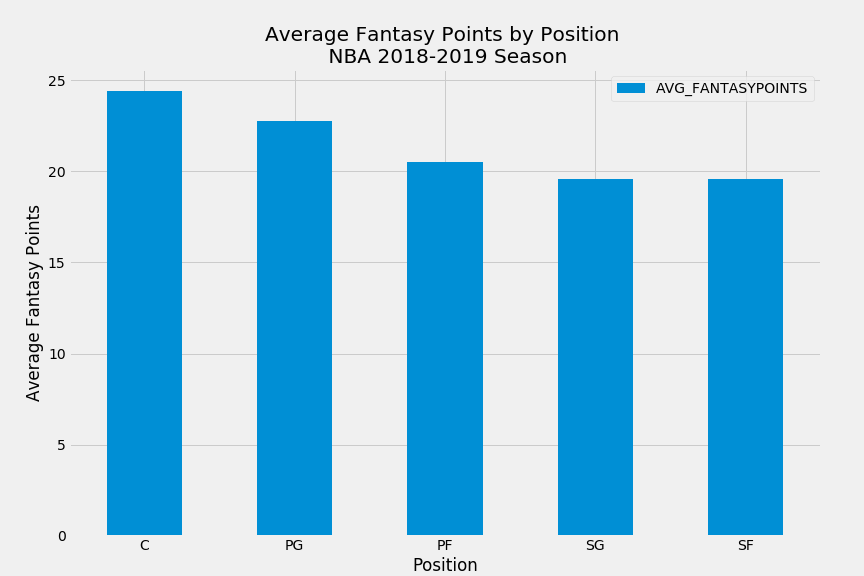 Average Fantasy Points by Position
NBA 2018-2019 Season
AVG_FANTASYPOINTS
Average Fantasy Points
25
20
15
10
5
0
C PG PF SG SF
Position